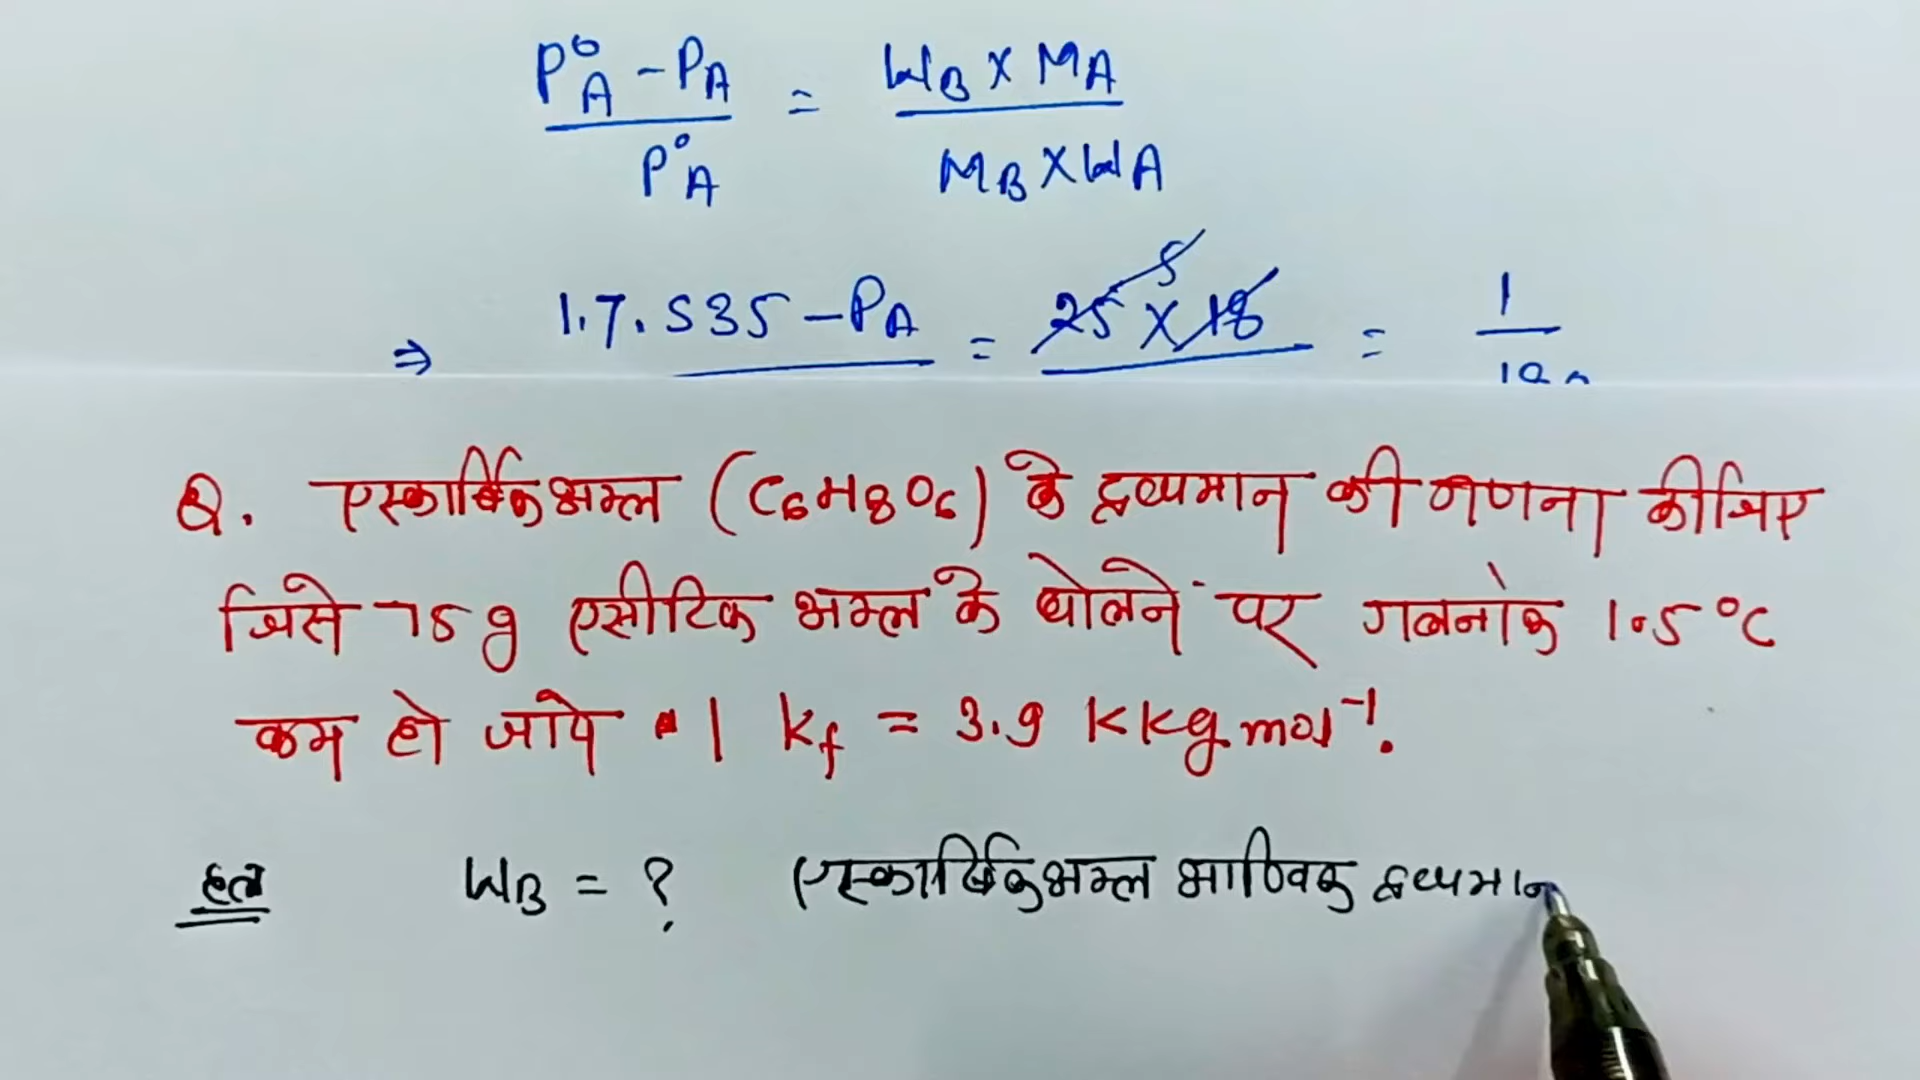 P°A - PA / P°A = WB × MA / MB × WA
⇒ 17.535 - PA = 25 5 × 18 = 1
Q. एस्कार्बिक अम्ल (C6H8O6) के द्रव्यमान की गणना कीजिए
जिसे 75g एसीटिक अम्ल के घोलने पर गलनांक 1.5°C
कम हो जाये । Kf = 3.9 K Kg mol⁻¹.
हल WB = ? (एस्कार्बिक अम्ल आण्विक द्रव्यमान